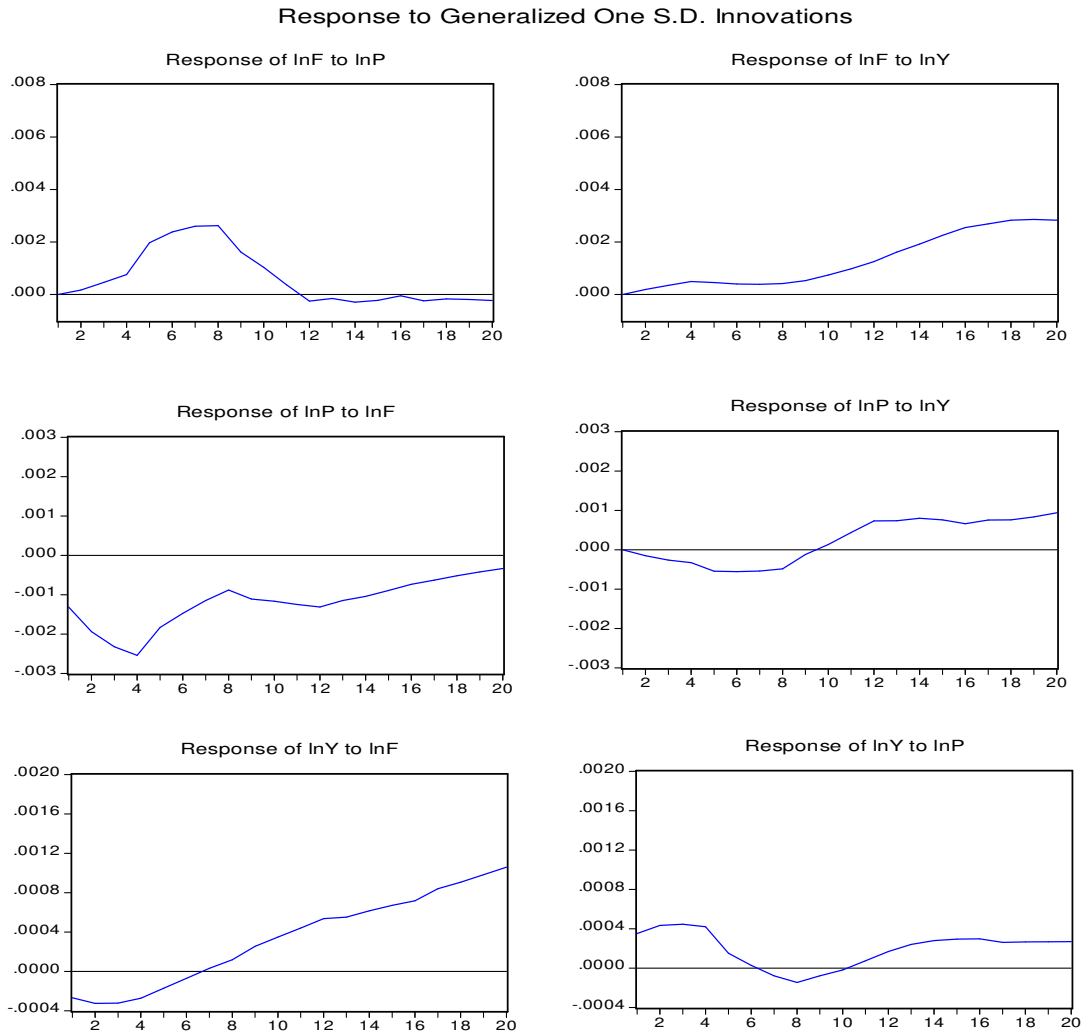 Response to Generalized One S.D. Innovations
Response of lnF to lnP
.008
.006
.004
.002
.000
2 4 6 8 10 12 14 16 18 20
Response of lnF to lnY
.008
.006
.004
.002
.000
2 4 6 8 10 12 14 16 18 20
Response of lnP to lnF
.003
.002
.001
.000
-.001
-.002
-.003
2 4 6 8 10 12 14 16 18 20
Response of lnP to lnY
.003
.002
.001
.000
-.001
-.002
-.003
2 4 6 8 10 12 14 16 18 20
Response of lnY to lnF
.0020
.0016
.0012
.0008
.0004
.0000
-.0004
2 4 6 8 10 12 14 16 18 20
Response of lnY to lnP
.0020
.0016
.0012
.0008
.0004
.0000
-.0004
2 4 6 8 10 12 14 16 18 20